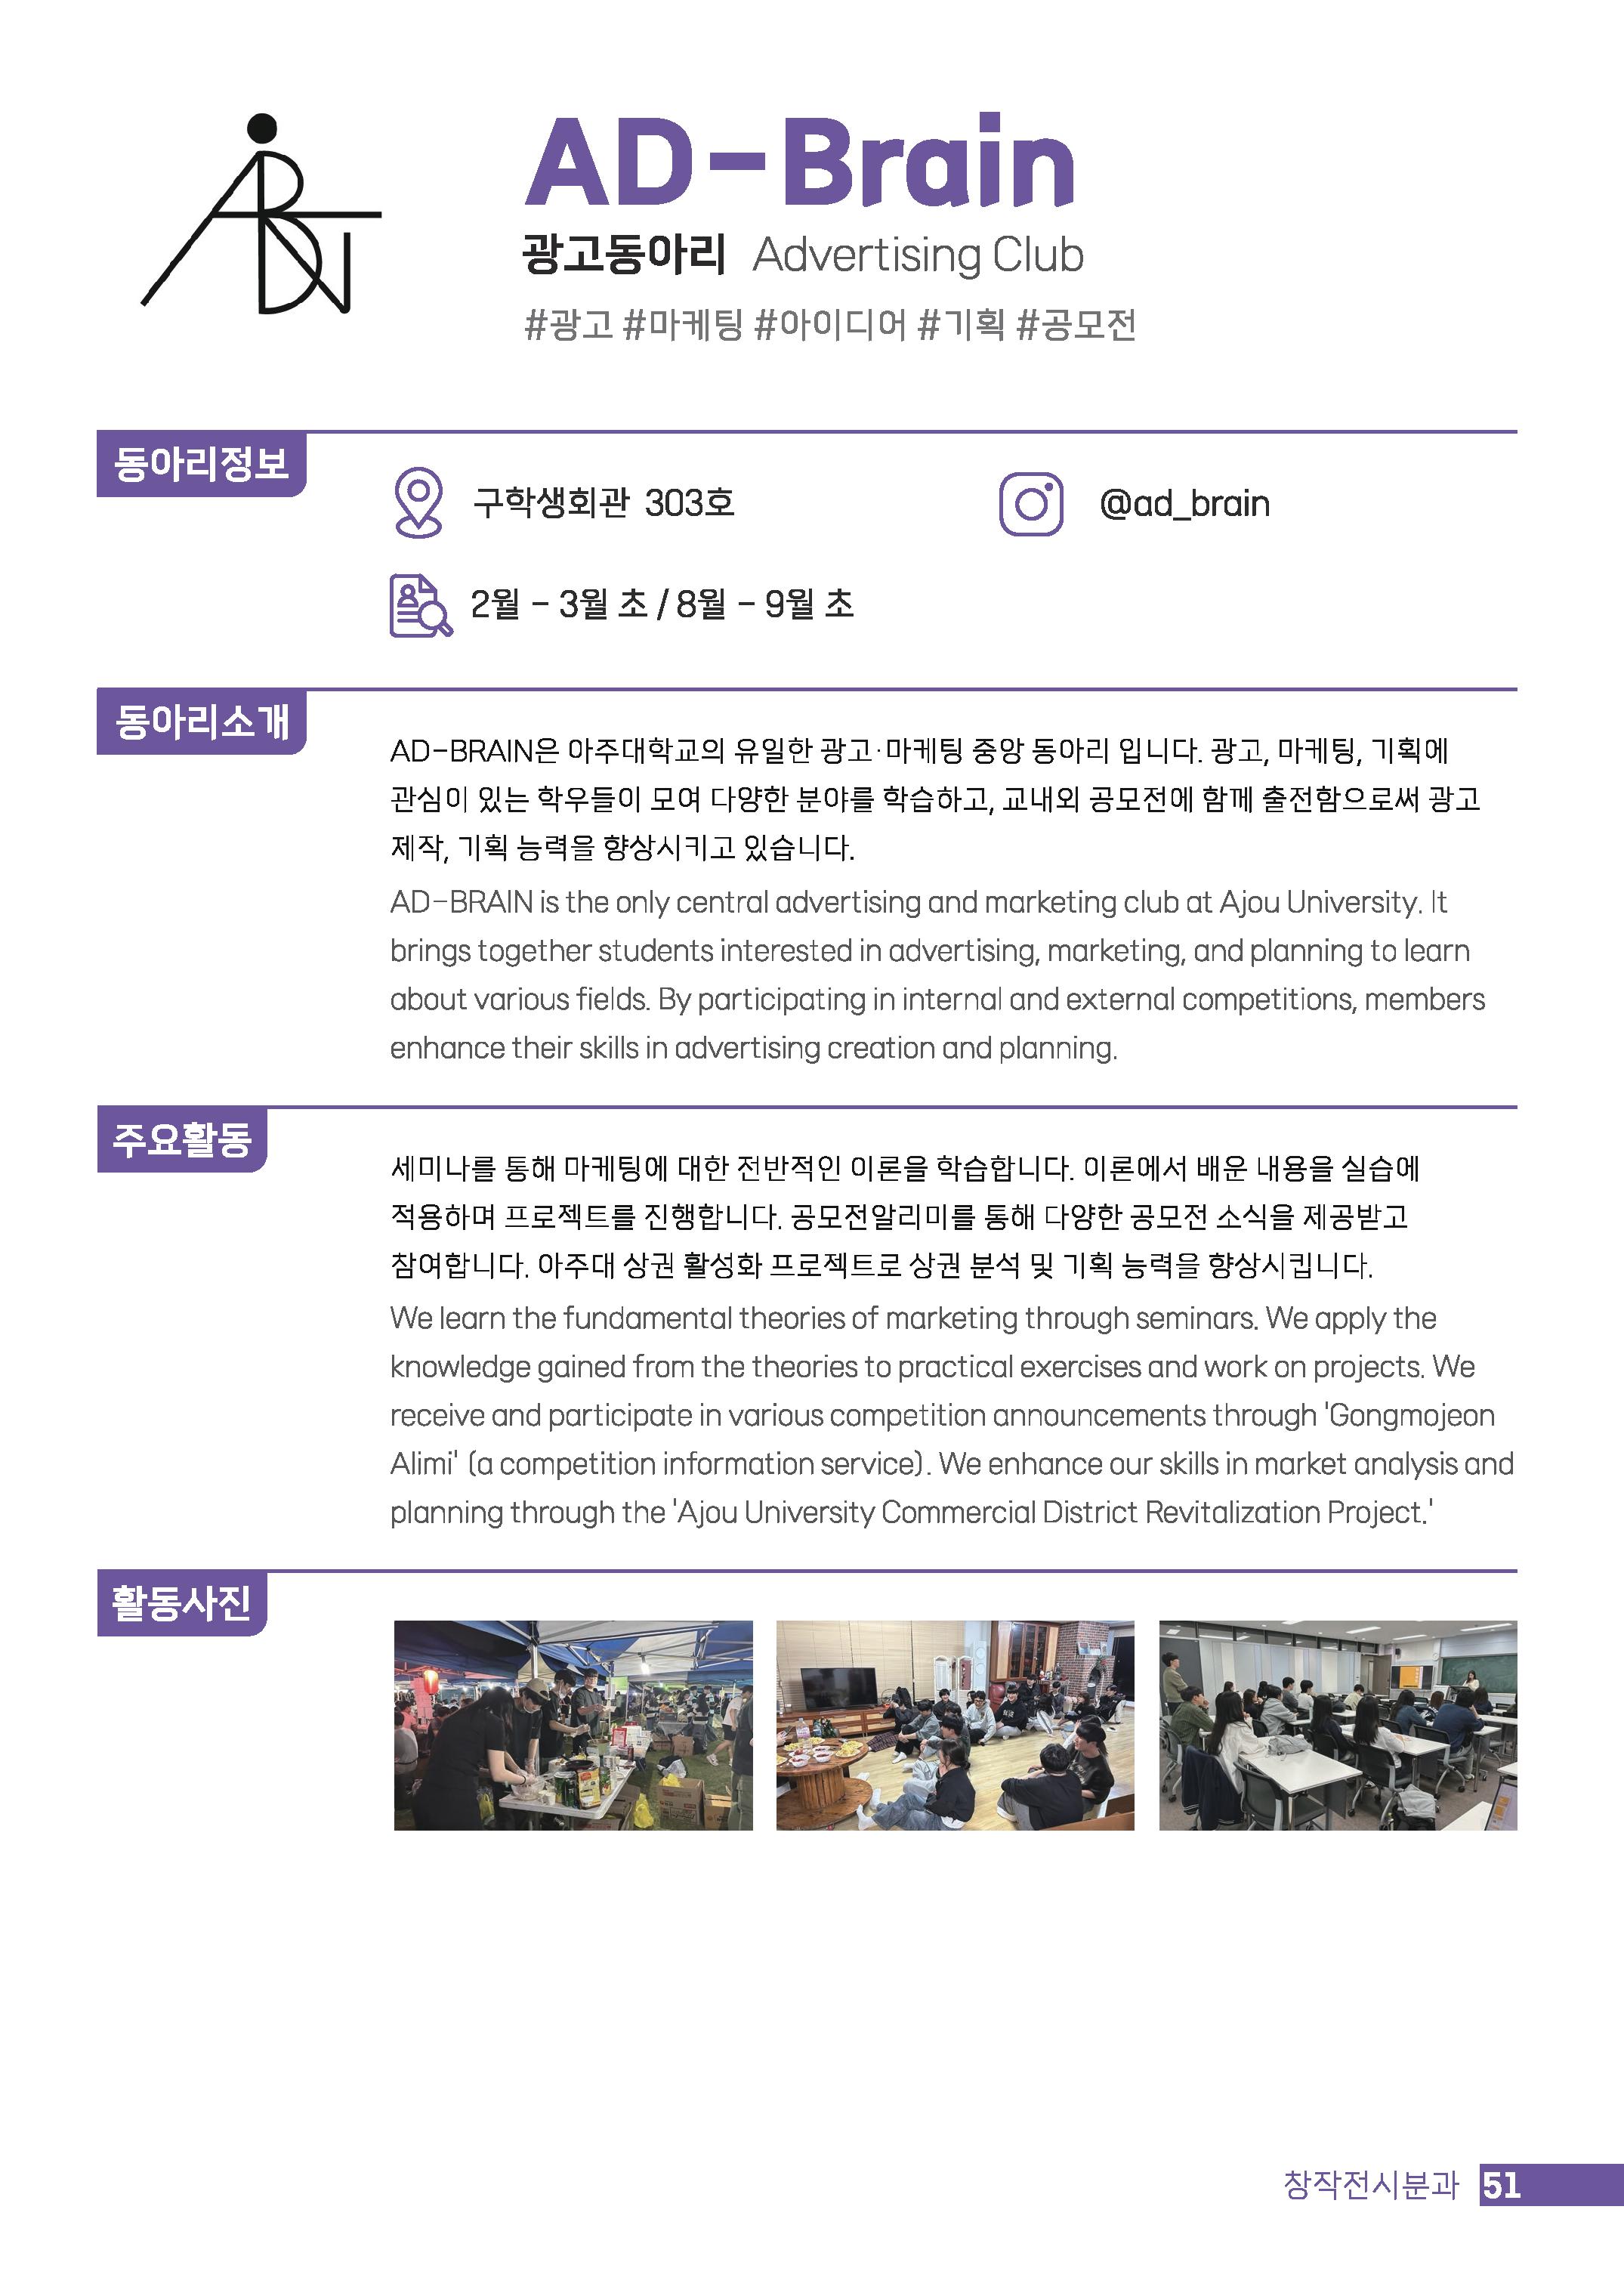 AD-Brain
광고동아리 Advertising Club
#광고 #마케팅 #아이디어 #기획 #공모전
동아리정보
구학생회관 303호
@ad_brain
2월 - 3월 초 / 8월 - 9월 초
동아리소개
AD-BRAIN은 아주대학교의 유일한 광고·마케팅 중앙 동아리 입니다. 광고, 마케팅, 기획에
관심이 있는 학우들이 모여 다양한 분야를 학습하고, 교내외 공모전에 함께 출전함으로써 광고
제작, 기획 능력을 향상시키고 있습니다.
AD-BRAIN is the only central advertising and marketing club at Ajou University. It
brings together students interested in advertising, marketing, and planning to learn
about various fields. By participating in internal and external competitions, members
enhance their skills in advertising creation and planning.
주요활동
세미나를 통해 마케팅에 대한 전반적인 이론을 학습합니다. 이론에서 배운 내용을 실습에
적용하며 프로젝트를 진행합니다. 공모전알리미를 통해 다양한 공모전 소식을 제공받고
참여합니다. 아주대 상권 활성화 프로젝트로 상권 분석 및 기획 능력을 향상시킵니다.
We learn the fundamental theories of marketing through seminars. We apply the
knowledge gained from the theories to practical exercises and work on projects. We
receive and participate in various competition announcements through 'Gongmojeon
Alimi' (a competition information service). We enhance our skills in market analysis and
planning through the 'Ajou University Commercial District Revitalization Project.'
활동사진
창작전시분과 51